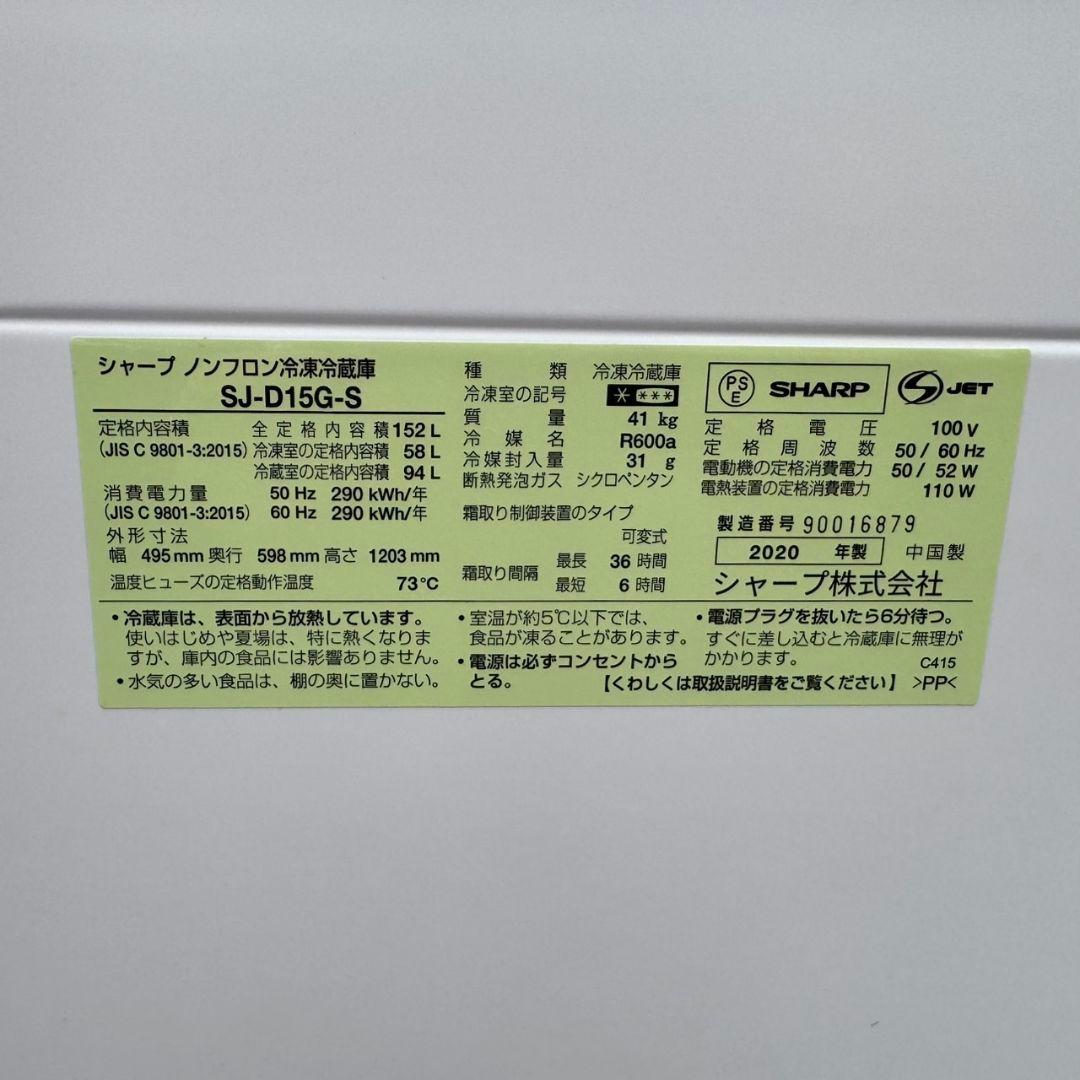 シャープ ノンフロン冷凍冷蔵庫
SJ-D15G-S
定格内容積 全定格内容積 152 L
(JIS C 9801-3:2015) 冷凍室の定格内容積 58 L
冷蔵室の定格内容積 94 L
消費電力量 50 Hz 290 kWh/年
(JIS C 9801-3:2015) 60 Hz 290 kWh/年
外形寸法
幅 495 mm 奥行 598 mm 高さ 1203 mm
温度ヒューズの定格動作温度 73℃
種類 冷凍冷蔵庫
冷凍室の記号 * ***
質量 41 kg
冷媒名 R600a
冷媒封入量 31 g
断熱発泡ガス シクロペンタン
霜取り制御装置のタイプ
可変式
霜取り間隔 最長 36 時間
最短 6 時間
PSE SHARP S JET
定格電圧 100 V
定格周波数 50 / 60 Hz
電動機の定格消費電力 50 / 52 W
電熱装置の定格消費電力 110 W
製造番号 90016879
2020 年製 中国製
シャープ株式会社
・冷蔵庫は、表面から放熱しています。
使いはじめや夏場は、特に熱くなりま
すが、庫内の食品には影響ありません。
・水気の多い食品は、棚の奥に置かない。
・室温が約5℃以下では、
食品が凍ることがあります。
・電源は必ずコンセントから
とる。
・電源プラグを抜いたら6分待つ。
すぐに差し込むと冷蔵庫に無理が
かかります。 C415
【くわしくは取扱説明書をご覧ください】 >PP<